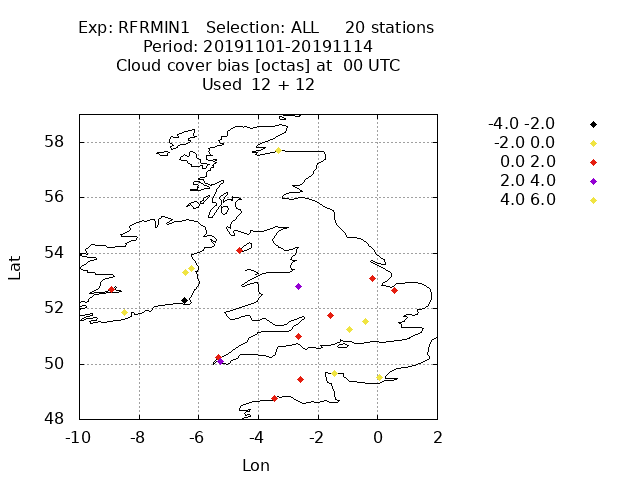 Exp: RFRMIN1 Selection: ALL 20 stations
Period: 20191101-20191114
Cloud cover bias [octas] at 00 UTC
Used 12 + 12
-4.0 -2.0
-2.0 0.0
0.0 2.0
2.0 4.0
4.0 6.0
Lat
58
56
54
52
50
48
-10 -8 -6 -4 -2 0 2
Lon